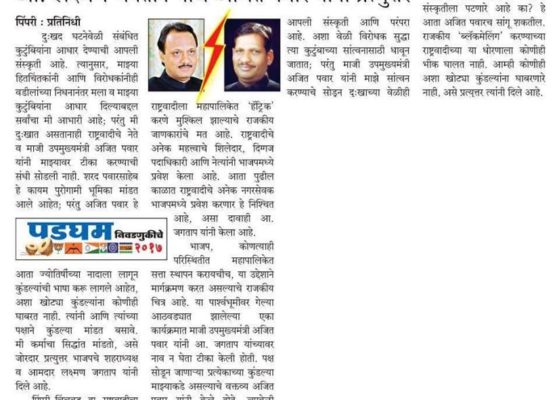 पिंपरी : प्रतिनिधी
दुःखद घटनेवेळी संबंधित
कुटुंबियांना आधार देण्याची आपली
संस्कृती आहे. त्यानुसार, माझ्या
हितचिंतकांनी आणि विरोधकांनीही
वडीलांच्या निधनानंतर मला व माझ्या
कुटुंबियांना आधार दिल्याबद्दल
सर्वांचा मी आभारी आहे; परंतु मी
दुःखात असतानाही राष्ट्रवादीचे नेते
व माजी उपमुख्यमंत्री अजित पवार
यांनी माझ्यावर टीका करण्याची
संधी सोडली नाही. शरद पवारसाहेब
हे कायम पुरोगामी भूमिका मांडत
आले आहेत; परंतु अजित पवार हे
पडघम निवडणुकीचे
२०१७
आता ज्योतिषींच्या नादाला लागून
कुंडल्यांची भाषा करू लागले आहेत,
अशा खोट्या कुंडल्यांना कोणीही
घाबरत नाही. त्यांनी आणि त्यांच्या
पक्षाने कुंडल्या मांडत बसावे.
मी कर्माचा सिद्धांत मांडतो, असे
जोरदार प्रत्युत्तर भाजपचे शहराध्यक्ष
व आमदार लक्ष्मण जगताप यांनी
दिले आहे.
राष्ट्रवादीला महापालिकेत 'हॅट्रिक'
करणे मुश्किल झाल्याचे राजकीय
जाणकारांचे मत आहे. राष्ट्रवादीचे
अनेक महत्त्वाचे शिलेदार, दिग्गज
पदाधिकारी आणि नेत्यांनी भाजपमध्ये
प्रवेश केला आहे. आता पुढील
काळात राष्ट्रवादीचे अनेक नगरसेवक
भाजपमध्ये प्रवेश करणार हे निश्चित
आहे, असा दावाही आ.
जगताप यांनी केला आहे.
भाजप, कोणत्याही
परिस्थितीत महापालिकेत
सत्ता स्थापन करायचीच, या उद्देशाने
मार्गक्रमण करत असल्याचे राजकीय
चित्र आहे. या पार्श्वभूमीवर गेल्या
आठवड्यात झालेल्या एका
कार्यक्रमात माजी उपमुख्यमंत्री अजित
पवार यांनी आ. जगताप यांच्यावर
नाव न घेता टीका केली होती. पक्ष
सोडून जाणाऱ्या प्रत्येकाच्या कुंडल्या
माझ्याकडे असल्याचे वक्तव्य अजित
आपली संस्कृती आणि परंपरा
आहे. अशा वेळी विरोधक सुद्धा
त्या कुटुंबाच्या सांत्वनासाठी धावून
जातात; परंतु माजी उपमुख्यमंत्री
अजित पवार यांनी माझे सांत्वन
करण्याचे सोडून दुःखाच्या वेळीही
संस्कृतीला पटणारे आहे का? हे
आता अजित पवारच सांगू शकतील.
राजकीय 'ब्लॅकमेलिंग' करण्याच्या
राष्ट्रवादीच्या या धोरणाला कोणीही
भीक घालत नाही. आम्ही कोणीही
अशा खोट्या कुंडल्यांना घाबरणारे
नाही, असे प्रत्युत्तर त्यांनी दिले आहे.